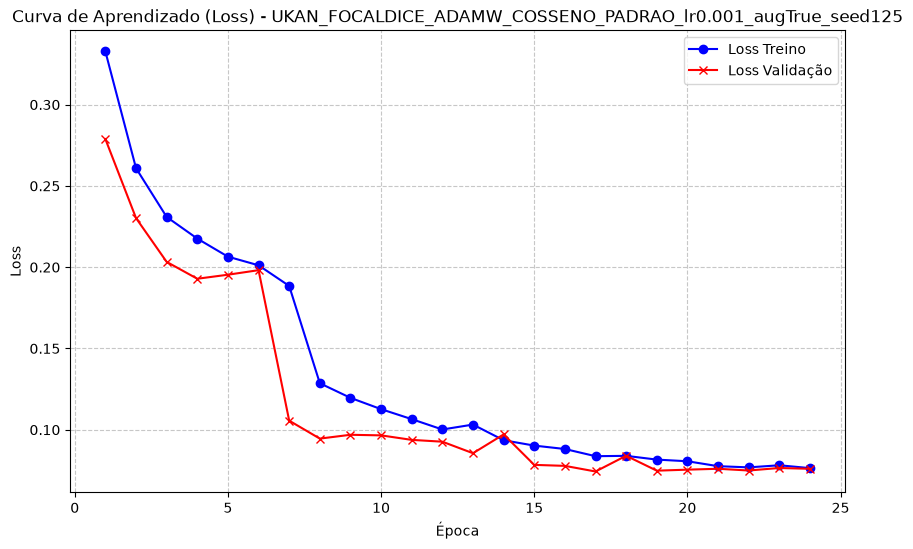 Curva de Aprendizado (Loss) - UKAN_FOCALDICE_ADAMW_COSSENO_PADRAO_lr0.001_augTrue_seed125
Loss Treino
Loss Validação
Loss
0.30
0.25
0.20
0.15
0.10
0
5
10
15
20
25
Época